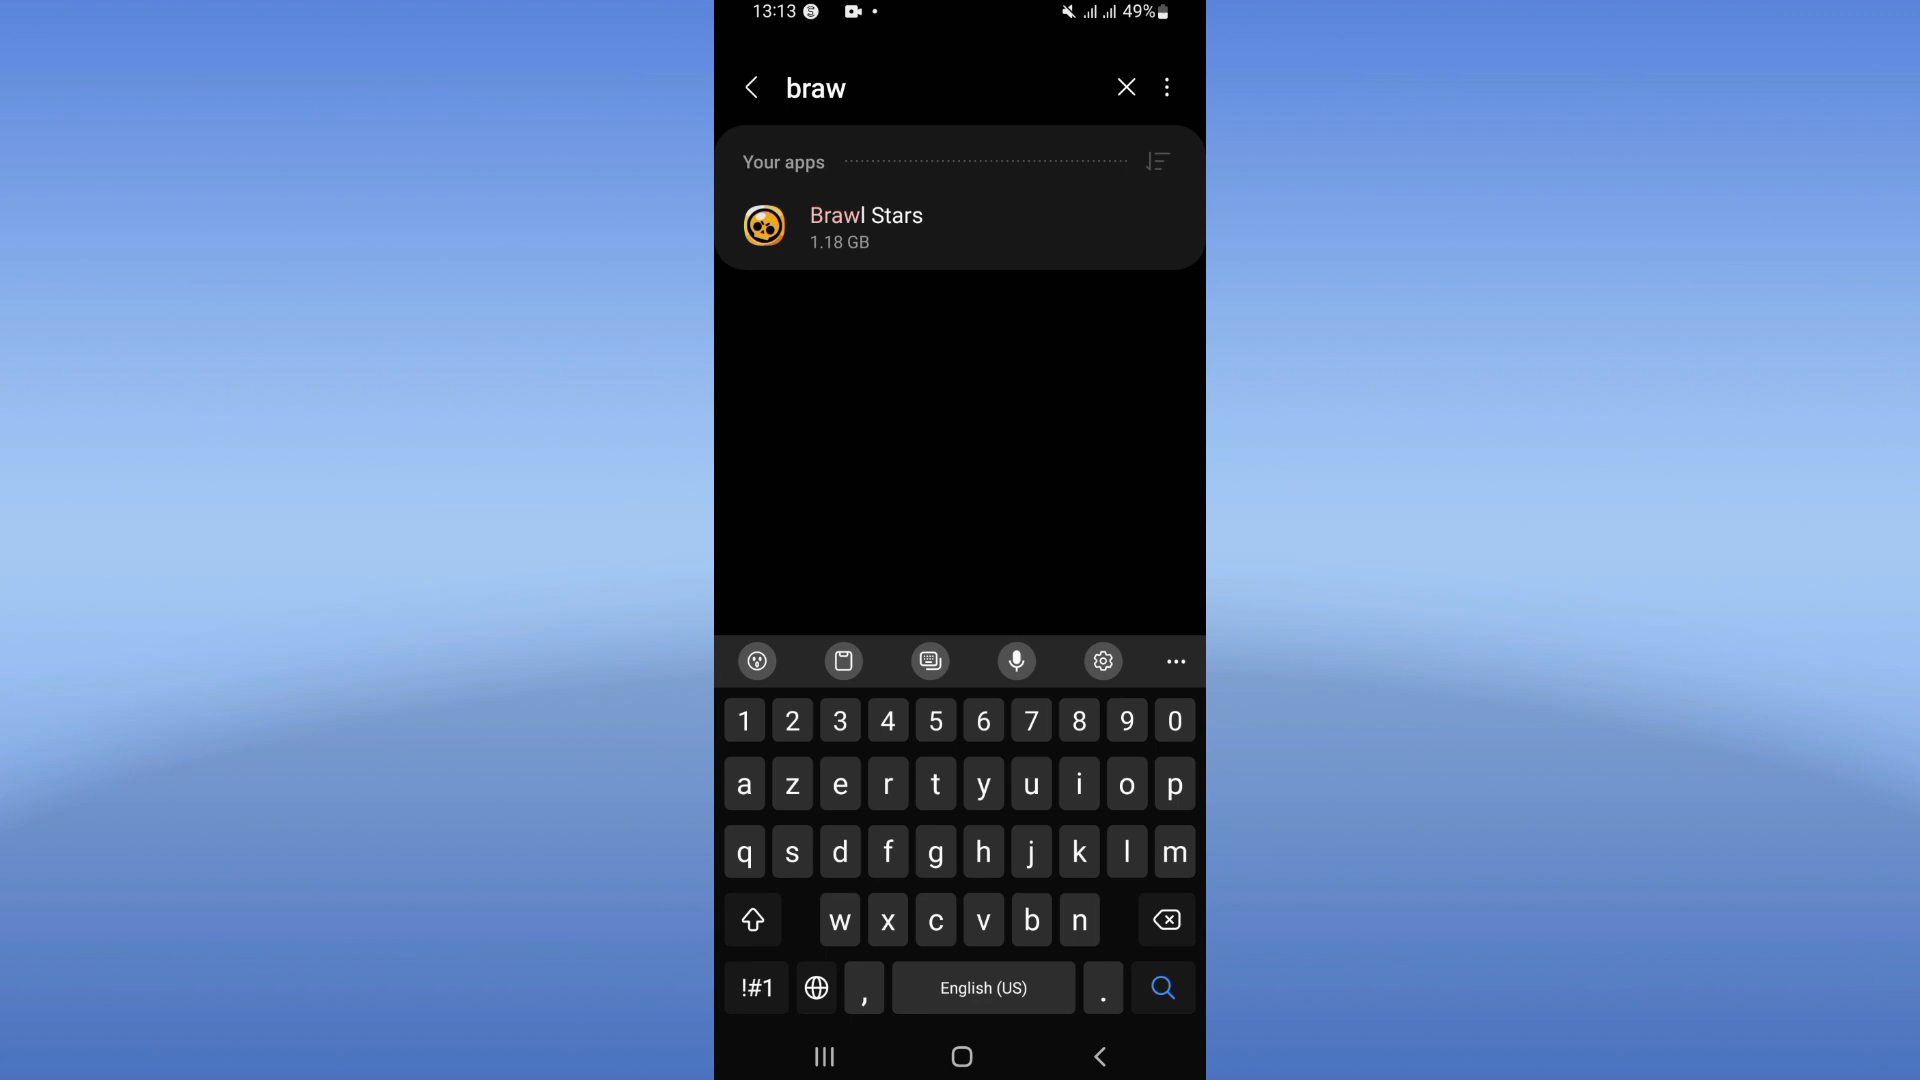 13:13 49%
braw
Your apps
Brawl Stars
1.18 GB
1 2 3 4 5 6 7 8 9 0
a z e r t y u i o p
q s d f g h j k l m
w x c v b n
!#1 , English (US) .